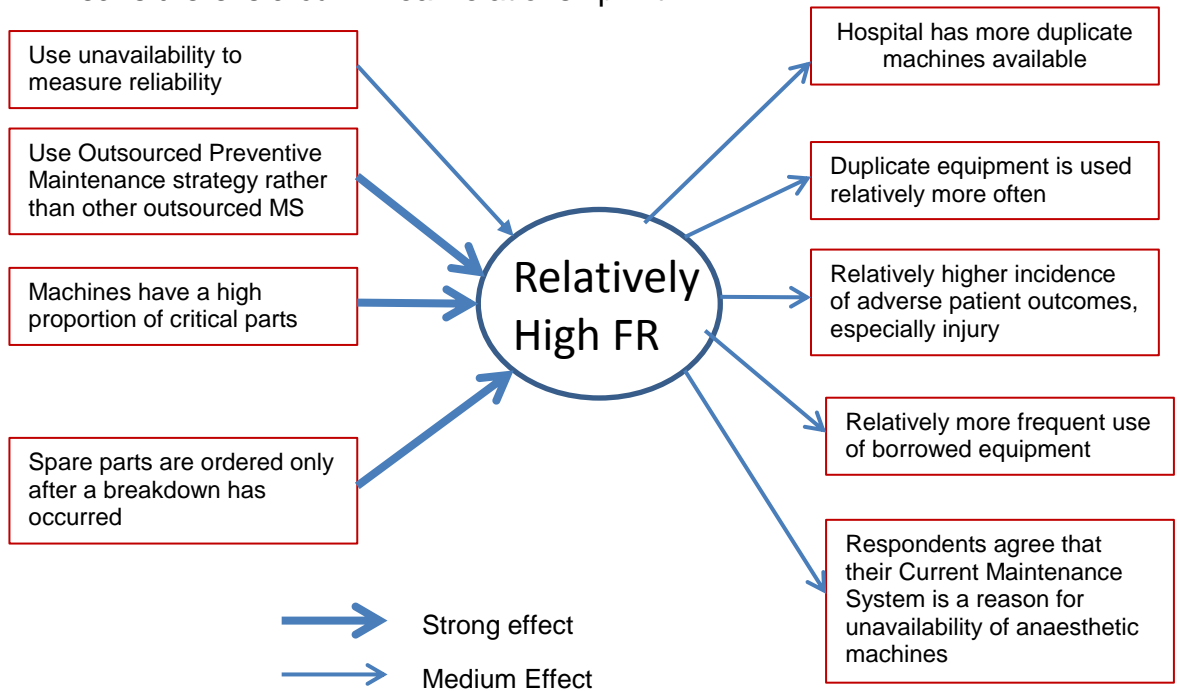 Use unavailability to
measure reliability
Use Outsourced Preventive
Maintenance strategy rather
than other outsourced MS
Machines have a high
proportion of critical parts
Spare parts are ordered only
after a breakdown has
occurred
Relatively
High FR
Hospital has more duplicate
machines available
Duplicate equipment is used
relatively more often
Relatively higher incidence
of adverse patient outcomes,
especially injury
Relatively more frequent use
of borrowed equipment
Respondents agree that
their Current Maintenance
System is a reason for
unavailability of anaesthetic
machines
Strong effect
Medium Effect